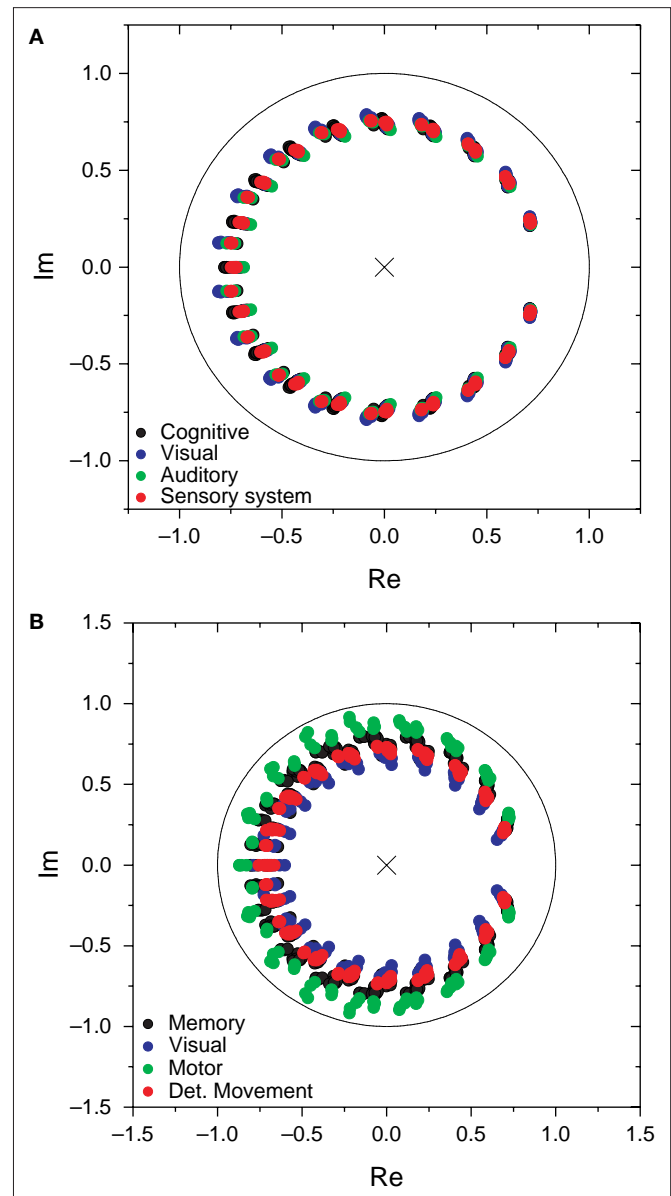 A
1.0
0.5
0.0
−0.5
−1.0
Im
Cognitive
Visual
Auditory
Sensory system
−1.0 −0.5 0.0 0.5 1.0
Re
B
1.5
1.0
0.5
0.0
−0.5
−1.0
−1.5
Im
Memory
Visual
Motor
Det. Movement
−1.5 −1.0 −0.5 0.0 0.5 1.0 1.5
Re